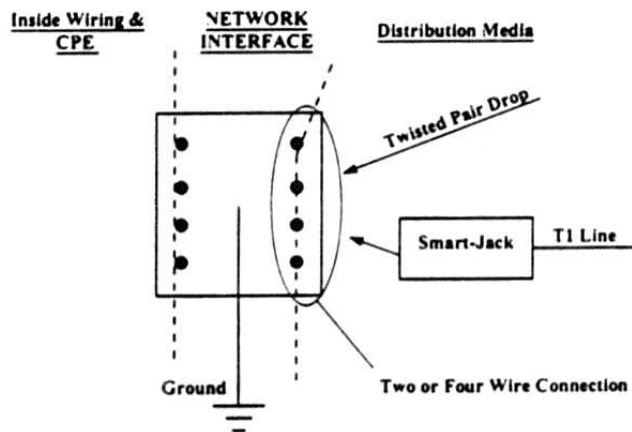 Inside Wiring &
CPE
NETWORK
INTERFACE
Distribution Media
Twisted Pair Drop
Smart-Jack
T1 Line
Ground
Two or Four Wire Connection